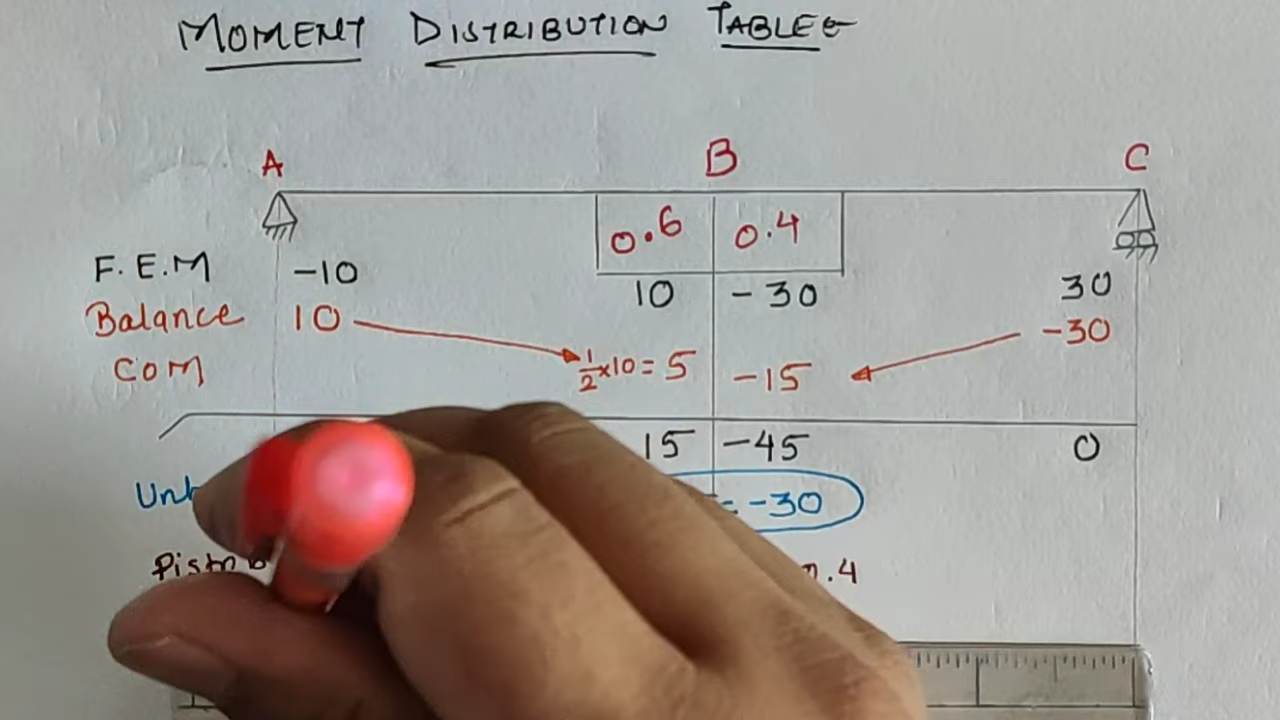 MOMENT DISTRIBUTION TABLE
A B C
0.6 0.4
F.E.M -10 10 -30 30
Balance 10 -30
COM 1/2×10=5 -15
15 -45 0
= -30
.4